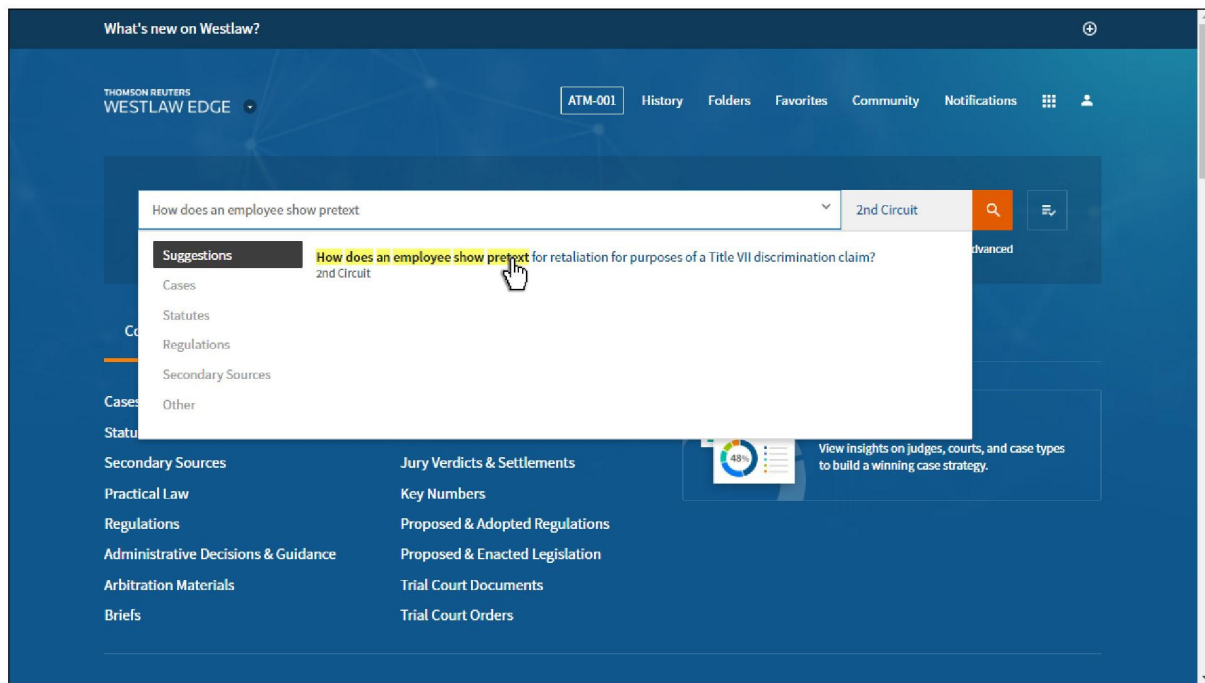 What's new on Westlaw?
THOMSON REUTERS
WESTLAW EDGE
ATM-001 History Folders Favorites Community Notifications
How does an employee show pretext 2nd Circuit
Advanced
Suggestions
How does an employee show pretext for retaliation for purposes of a Title VII discrimination claim?
2nd Circuit
Cases
Statutes
Regulations
Secondary Sources
Other
Co
Cases
Statu
Secondary Sources
Practical Law
Regulations
Administrative Decisions & Guidance
Arbitration Materials
Briefs
Jury Verdicts & Settlements
Key Numbers
Proposed & Adopted Regulations
Proposed & Enacted Legislation
Trial Court Documents
Trial Court Orders
48%
View insights on judges, courts, and case types
to build a winning case strategy.